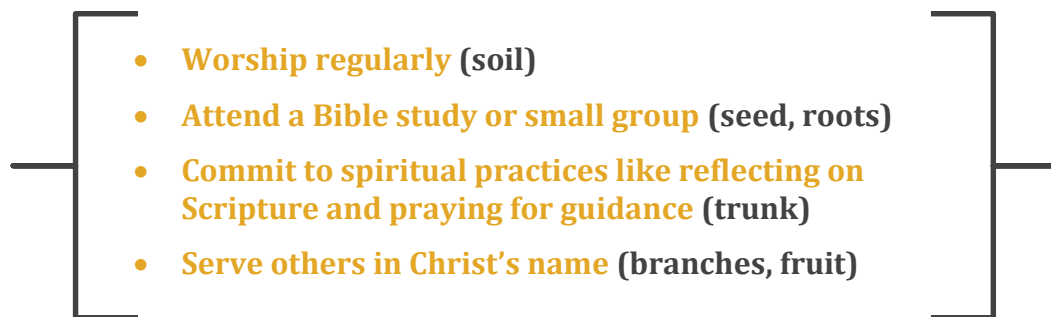 • Worship regularly (soil)
• Attend a Bible study or small group (seed, roots)
• Commit to spiritual practices like reflecting on
Scripture and praying for guidance (trunk)
• Serve others in Christ’s name (branches, fruit)